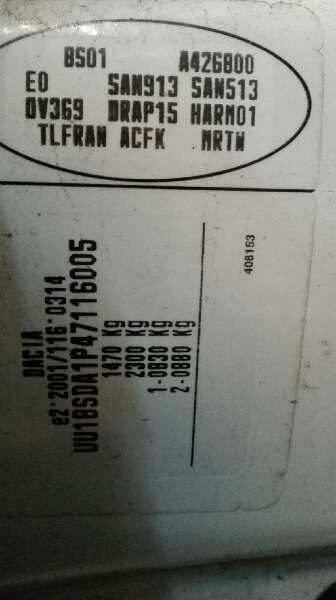 BS01 A426800
E0 SAN913 SAN513
OV369 DRAP15 HARM01
TLFRAN ACFK MRTW
DACIA
e2*2001/116*0314
UU1BSDA1P47116005
1470 Kg
2300 Kg
1-0830 Kg
2-0880 Kg
408153